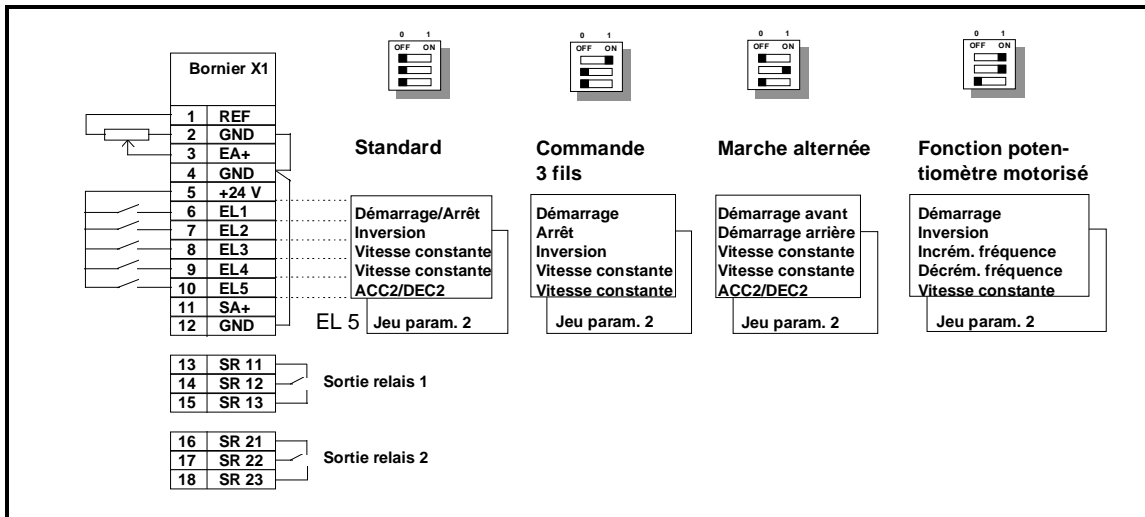 0 1
OFF ON
0 1
OFF ON
0 1
OFF ON
0 1
OFF ON
Bornier X1
1 REF
2 GND
3 EA+
4 GND
5 +24 V
6 EL1
7 EL2
8 EL3
9 EL4
10 EL5
11 SA+
12 GND
Standard
Démarrage/Arrêt
Inversion
Vitesse constante
Vitesse constante
ACC2/DEC2
EL 5 Jeu param. 2
Commande
3 fils
Démarrage
Arrêt
Inversion
Vitesse constante
Vitesse constante
Jeu param. 2
Marche alternée
Démarrage avant
Démarrage arrière
Vitesse constante
Vitesse constante
ACC2/DEC2
Jeu param. 2
Fonction poten-
tiomètre motorisé
Démarrage
Inversion
Incrém. fréquence
Décrém. fréquence
Vitesse constante
Jeu param. 2
13 SR 11
14 SR 12
15 SR 13
Sortie relais 1
16 SR 21
17 SR 22
18 SR 23
Sortie relais 2